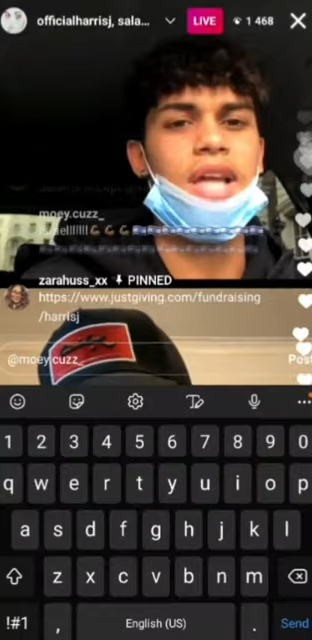 officialharrisj, sala...
LIVE
1 468
moey.cuzz_
zarahuss_xx PINNED
https://www.justgiving.com/fundraising
/harrisj
@moey.cuzz_
Post
1 2 3 4 5 6 7 8 9 0
q w e r t y u i o p
a s d f g h j k l
z x c v b n m
!#1 , English (US) . Send